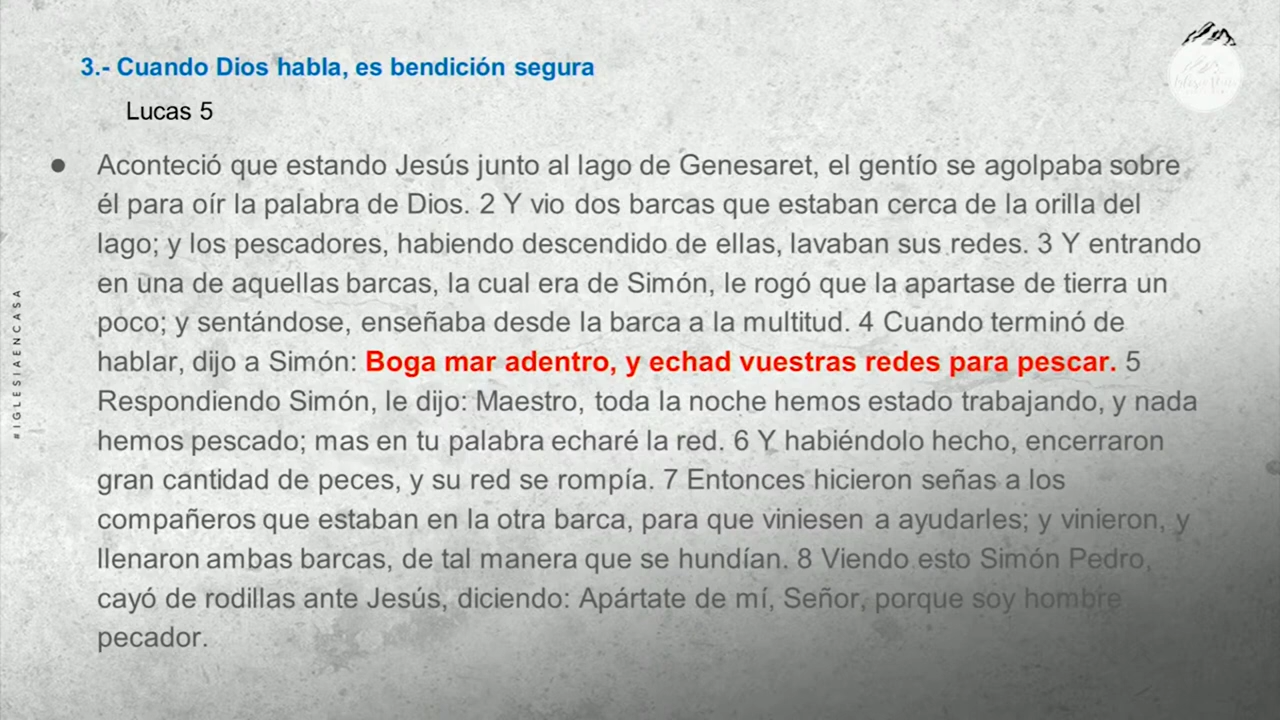 3.- Cuando Dios habla, es bendición segura
Lucas 5
● Aconteció que estando Jesús junto al lago de Genesaret, el gentío se agolpaba sobre
él para oír la palabra de Dios. 2 Y vio dos barcas que estaban cerca de la orilla del
lago; y los pescadores, habiendo descendido de ellas, lavaban sus redes. 3 Y entrando
en una de aquellas barcas, la cual era de Simón, le rogó que la apartase de tierra un
poco; y sentándose, enseñaba desde la barca a la multitud. 4 Cuando terminó de
hablar, dijo a Simón: Boga mar adentro, y echad vuestras redes para pescar. 5
Respondiendo Simón, le dijo: Maestro, toda la noche hemos estado trabajando, y nada
hemos pescado; mas en tu palabra echaré la red. 6 Y habiéndolo hecho, encerraron
gran cantidad de peces, y su red se rompía. 7 Entonces hicieron señas a los
compañeros que estaban en la otra barca, para que viniesen a ayudarles; y vinieron, y
llenaron ambas barcas, de tal manera que se hundían. 8 Viendo esto Simón Pedro,
cayó de rodillas ante Jesús, diciendo: Apártate de mí, Señor, porque soy hombre
pecador.
#IGLESIAENCASA